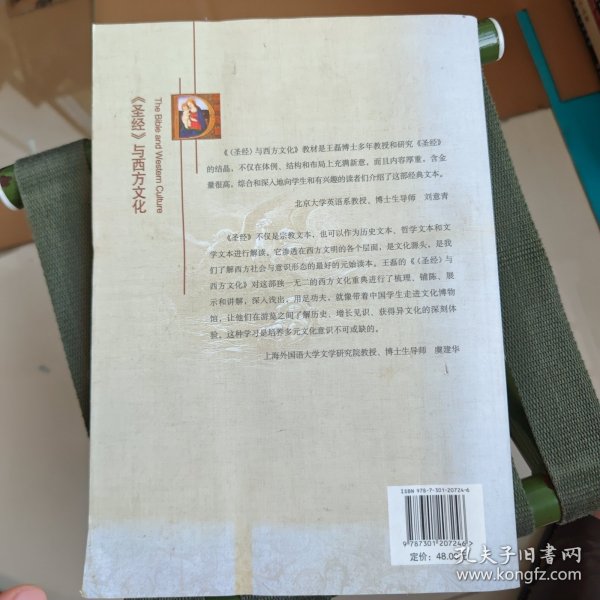 《圣经》与西方文化
The Bible and Western Culture
《〈圣经〉与西方文化》教材是王磊博士多年教授和研究《圣经》
的结晶，不仅在体例、结构和布局上充满新意，而且内容厚重，含金
量很高，综合和深入地向学生和有兴趣的读者们介绍了这部经典文本。
北京大学英语系教授、博士生导师 刘意青
《圣经》不仅是宗教文本，也可以作为历史文本、哲学文本和文
学文本进行解读。它渗透在西方文明的各个层面，是文化源头，是我
们了解西方社会与意识形态的最好的元始读本。王磊的《〈圣经〉与
西方文化》对这部独一无二的西方文化重典进行了梳理、铺陈、展
示和讲解，深入浅出，用足功夫，就像带着中国学生走进文化博物
馆，让他们在游览之间了解历史、增长见识、获得异文化的深刻体
验。这种学习是培养多元文化意识不可或缺的。
上海外国语大学文学研究院教授、博士生导师 虞建华
ISBN 978-7-301-20724-6
9 787301 207246 >
定价：48.00元
孔夫子旧书网
www.kongfz.com